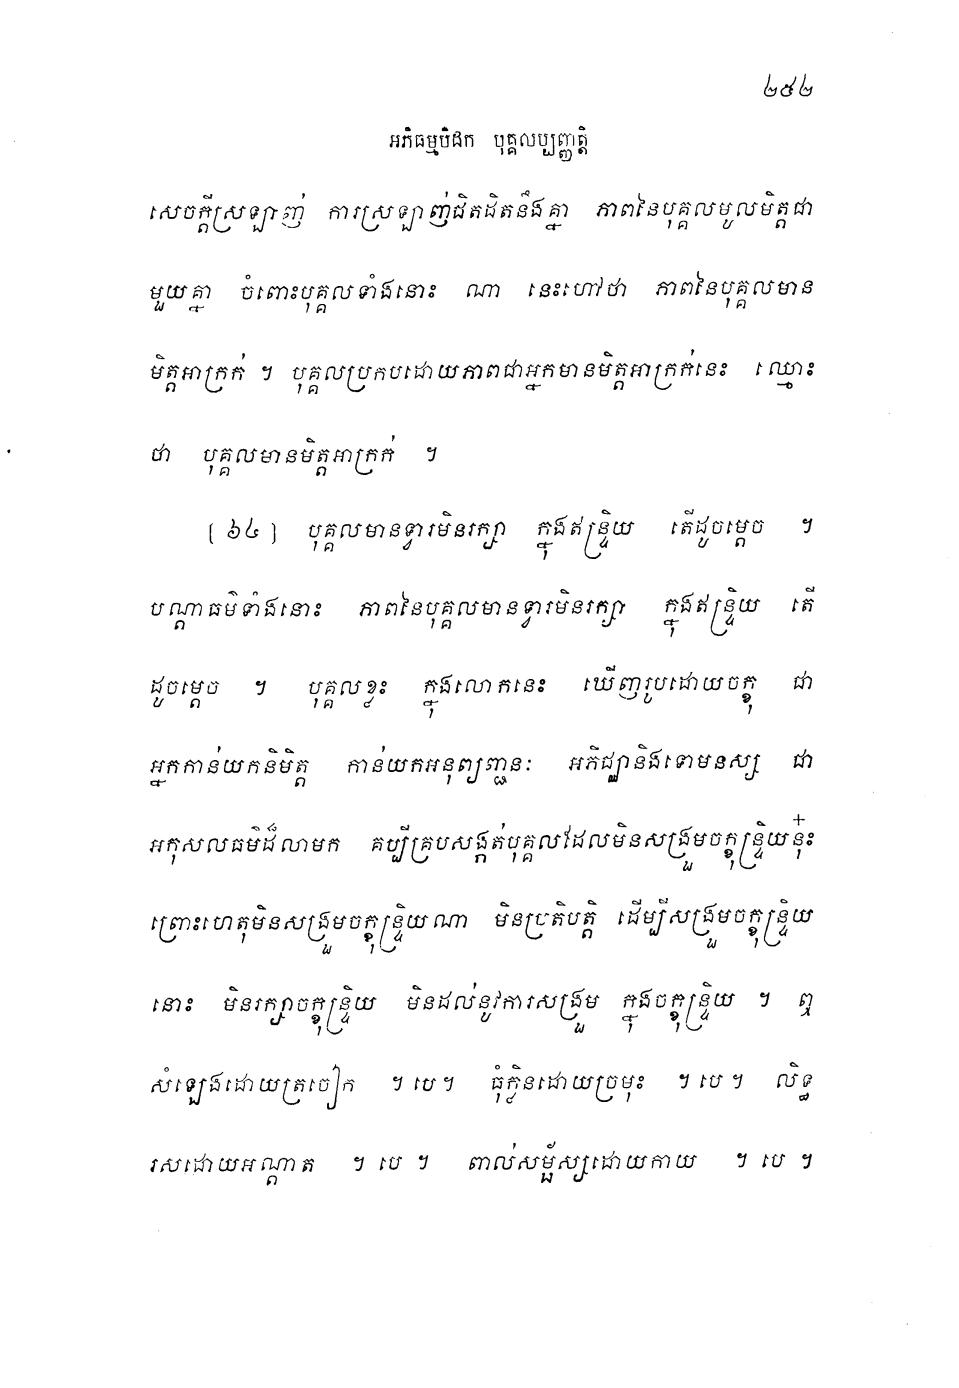 ២៥២
អភិធម្មបិដក បុគ្គលប្បញ្ញត្តិ
សេចក្តីស្រឡាញ់ ការស្រឡាញ់ជិតដិតនឹងគ្នា ភាពនៃបុគ្គលមូលមិត្តជា
មួយគ្នា ចំពោះបុគ្គលទាំងនោះ ណា នេះហៅថា ភាពនៃបុគ្គលមាន
មិត្តអាក្រក់ ។ បុគ្គលប្រកបដោយភាពជាអ្នកមានមិត្តអាក្រក់នេះ ឈ្មោះ
ថា បុគ្គលមានមិត្តអាក្រក់ ។
[ ៦៤ ] បុគ្គលមានទ្វារមិនរក្សា ក្នុងឥន្ទ្រិយ តើដូចម្តេច ។
បណ្តាធម៌ទាំងនោះ ភាពនៃបុគ្គលមានទ្វារមិនរក្សា ក្នុងឥន្ទ្រិយ តើ
ដូចម្តេច ។ បុគ្គលខ្លះ ក្នុងលោកនេះ ឃើញរូបដោយចក្ខុ ជា
អ្នកកាន់យកនិមិត្ត កាន់យកអនុព្យញ្ជនៈ អភិជ្ឈានិងទោមនស្ស ជា
អកុសលធម៌ដ៏លាមក គប្បីគ្របសង្កត់បុគ្គលដែលមិនសង្រួមចក្ខុន្ទ្រិយនុ៎ះ
ព្រោះហេតុមិនសង្រួមចក្ខុន្ទ្រិយណា មិនប្រតិបត្តិ ដើម្បីសង្រួមចក្ខុន្ទ្រិយ
នោះ មិនរក្សាចក្ខុន្ទ្រិយ មិនដល់នូវការសង្រួម ក្នុងចក្ខុន្ទ្រិយ ។ ឮ
សំឡេងដោយត្រចៀក ។ បេ ។ ធុំក្លិនដោយច្រមុះ ។ បេ ។ លិទ្ធ
រសដោយអណ្តាត ។ បេ ។ ពាល់សម្ផ័ស្សដោយកាយ ។ បេ ។